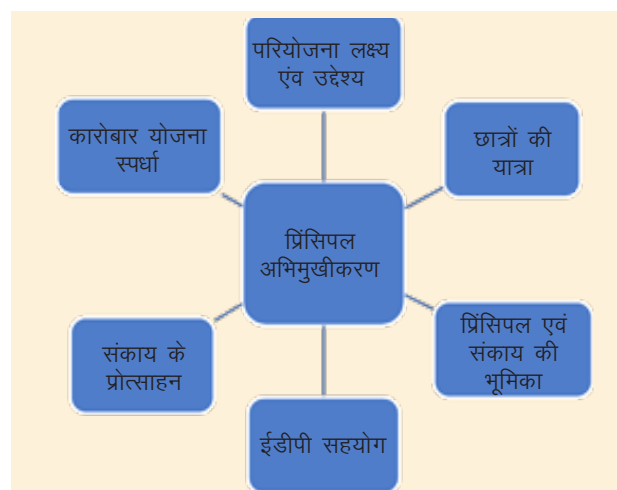 परियोजना लक्ष्य
एंव उद्देश्य
कारोबार योजना
स्पर्धा
छात्रों की
यात्रा
प्रिंसिपल
अभिमुखीकरण
प्रिंसिपल एवं
संकाय की
भूमिका
संकाय के
प्रोत्साहन
ईडीपी सहयोग